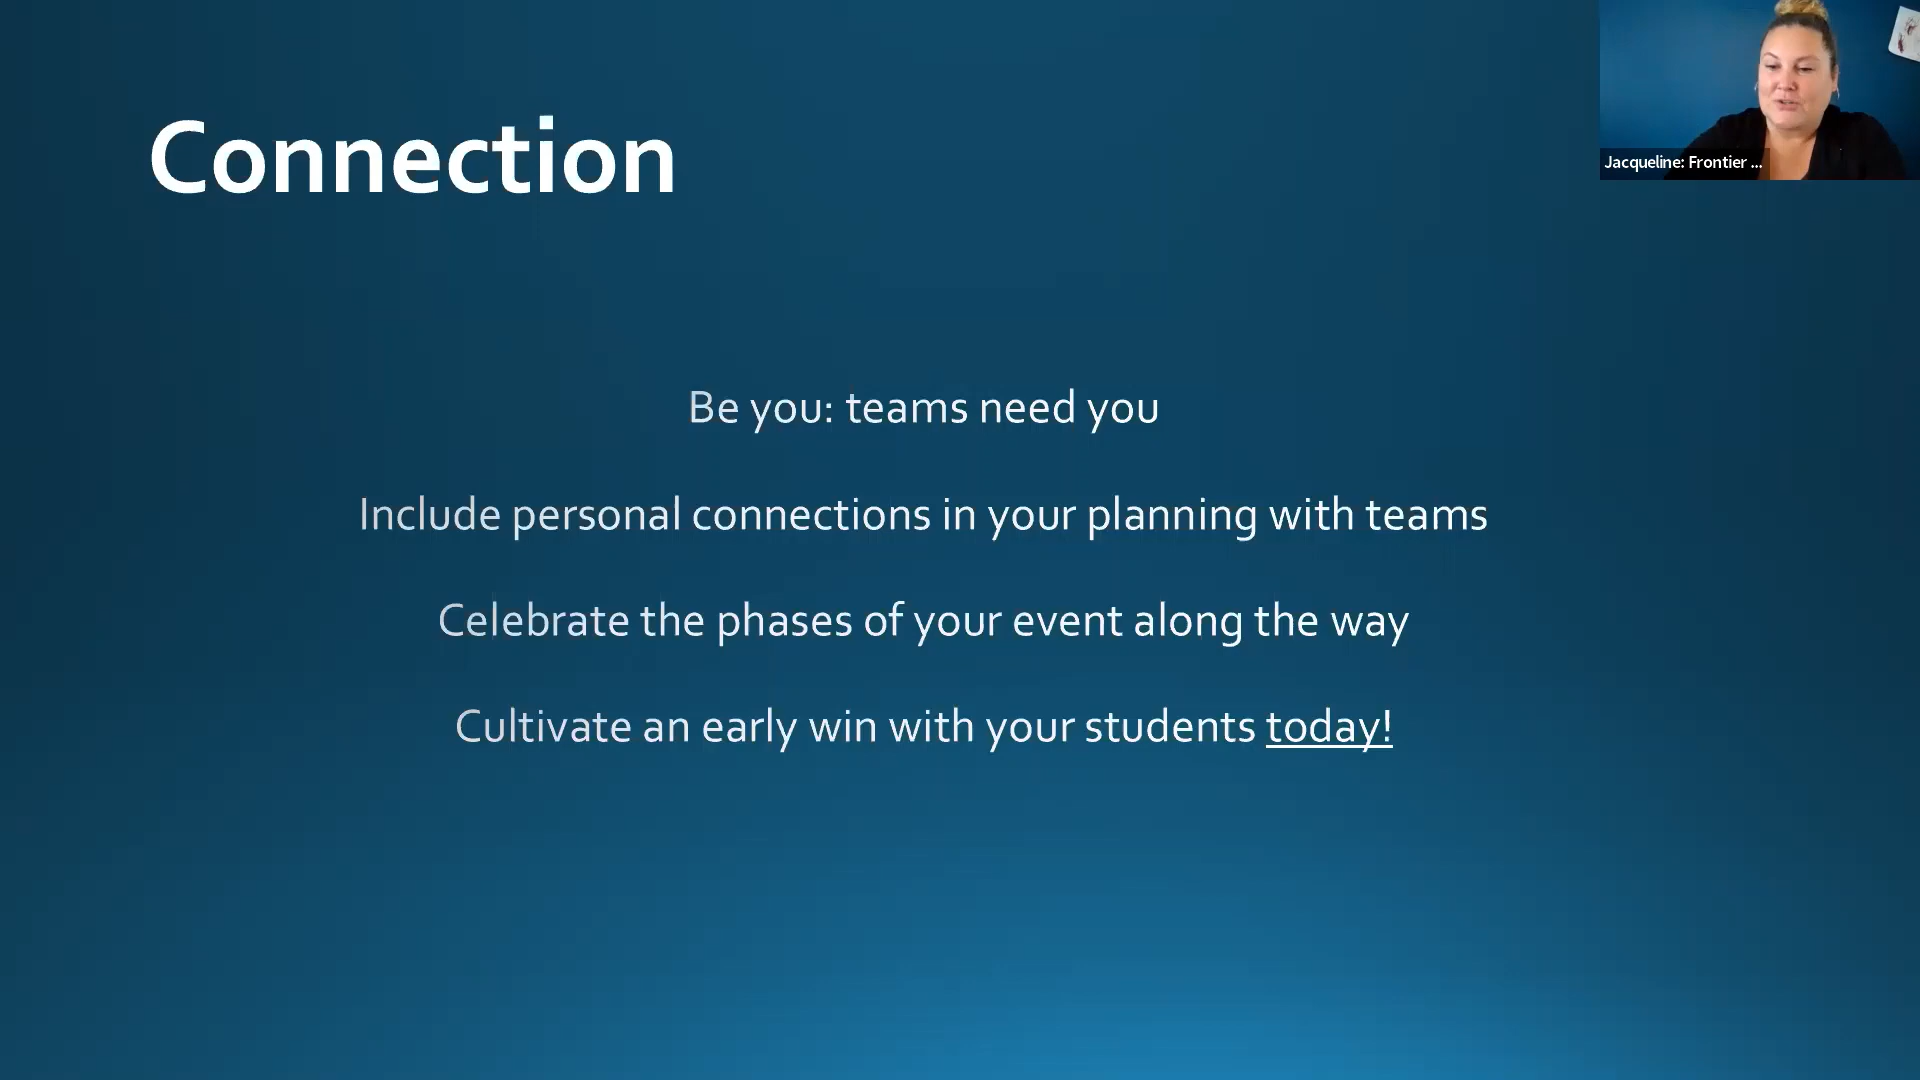 Connection
Jacqueline: Frontier ...
Be you: teams need you
Include personal connections in your planning with teams
Celebrate the phases of your event along the way
Cultivate an early win with your students today!